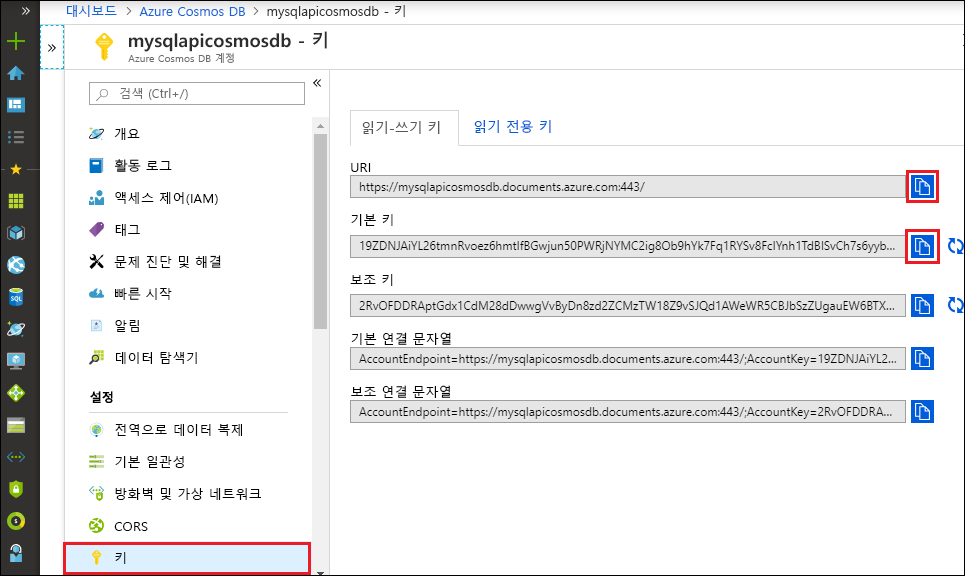 대시보드 > Azure Cosmos DB > mysqlapicosmosdb - 키
mysqlapicosmosdb - 키
Azure Cosmos DB 계정
검색 (Ctrl+/)
개요
활동 로그
액세스 제어(IAM)
태그
문제 진단 및 해결
빠른 시작
알림
데이터 탐색기
설정
전역으로 데이터 복제
기본 일관성
방화벽 및 가상 네트워크
CORS
키
읽기-쓰기 키
읽기 전용 키
URI
https://mysqlapicosmosdb.documents.azure.com:443/
기본 키
19ZDNJAiYL26tmnRvoez6hmtIfBGwjun50PWRjNYMC2ig8Ob9hYk7Fq1RYSv8FcIYnh1TdBISvCh7s6yyb...
보조 키
2RvOFDDRAptGdx1CdM28dDwwgVvByDn8zd2ZCMzTW18Z9vSJQd1AWeWR5CBJbSzZUgauEW6BTX...
기본 연결 문자열
AccountEndpoint=https://mysqlapicosmosdb.documents.azure.com:443/;AccountKey=19ZDNJAiYL2...
보조 연결 문자열
AccountEndpoint=https://mysqlapicosmosdb.documents.azure.com:443/;AccountKey=2RvOFDDRA...
SQL